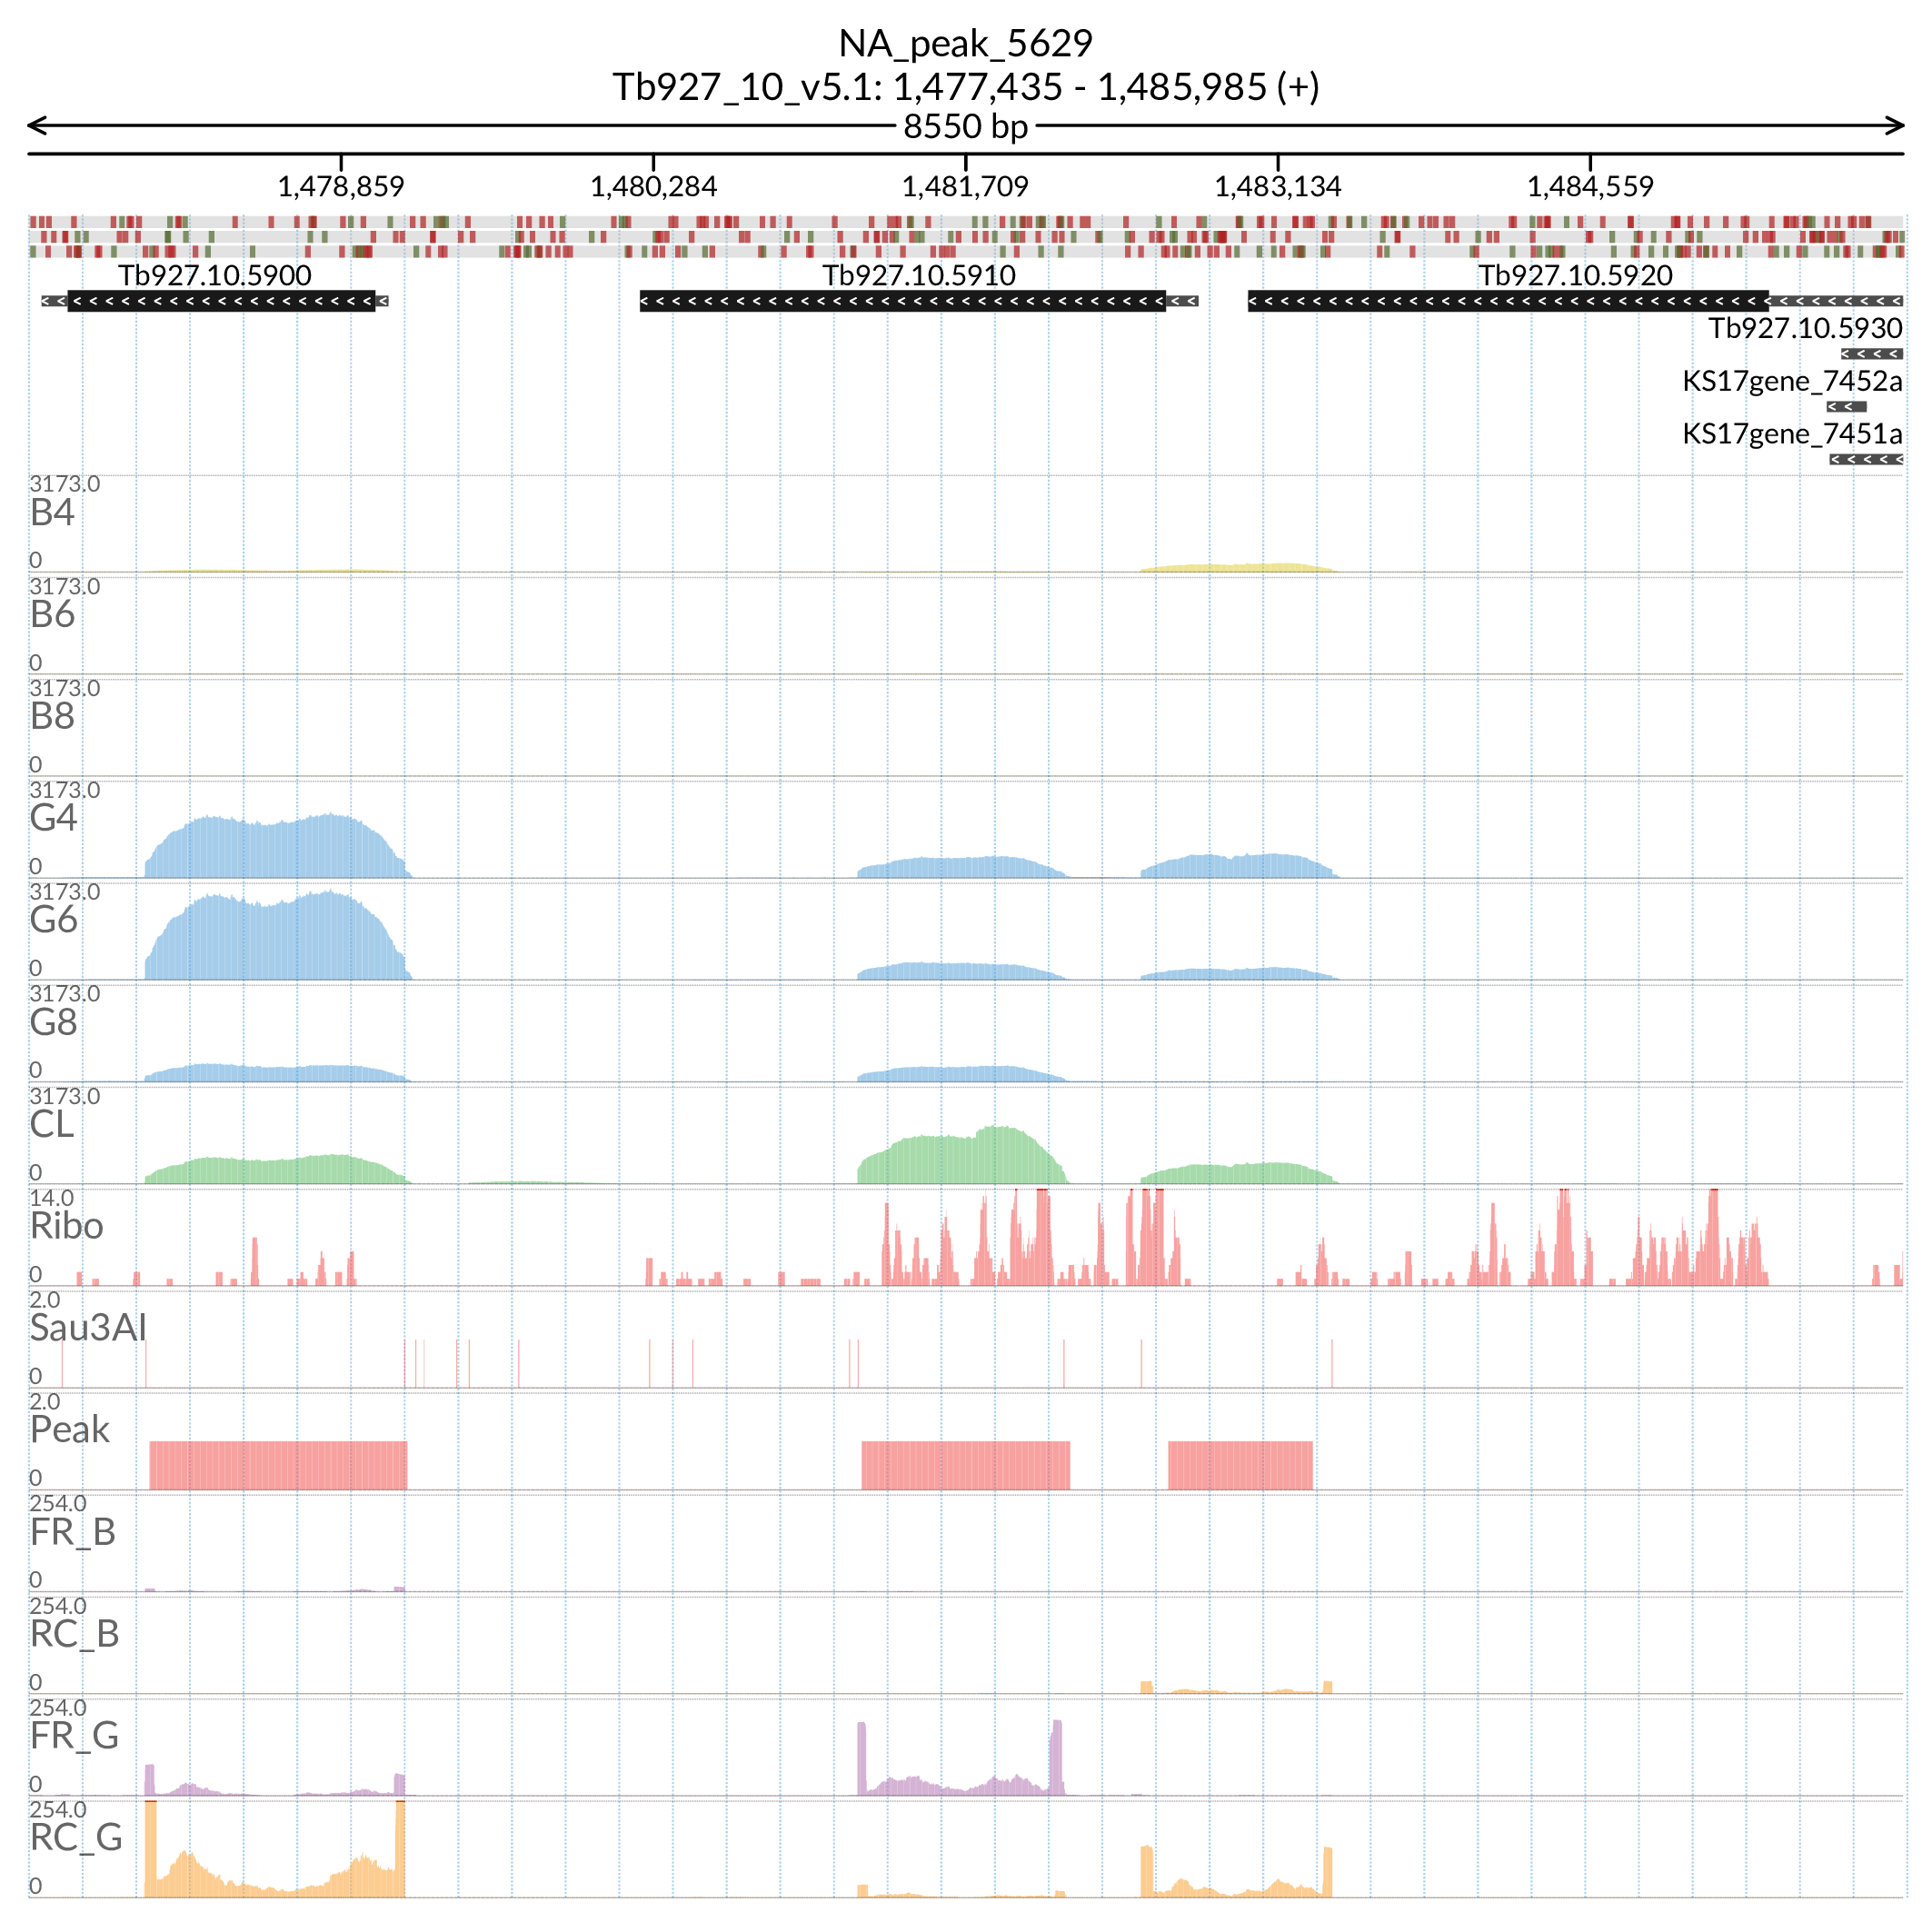 NA_peak_5629
Tb927_10_v5.1: 1,477,435 - 1,485,985 (+)
8550 bp
1,478,859 1,480,284 1,481,709 1,483,134 1,484,559
Tb927.10.5900 Tb927.10.5910 Tb927.10.5920
Tb927.10.5930
KS17gene_7452a
KS17gene_7451a
3173.0
B4
0
3173.0
B6
0
3173.0
B8
0
3173.0
G4
0
3173.0
G6
0
3173.0
G8
0
3173.0
CL
0
14.0
Ribo
0
2.0
Sau3AI
0
2.0
Peak
0
254.0
FR_B
0
254.0
RC_B
0
254.0
FR_G
0
254.0
RC_G
0